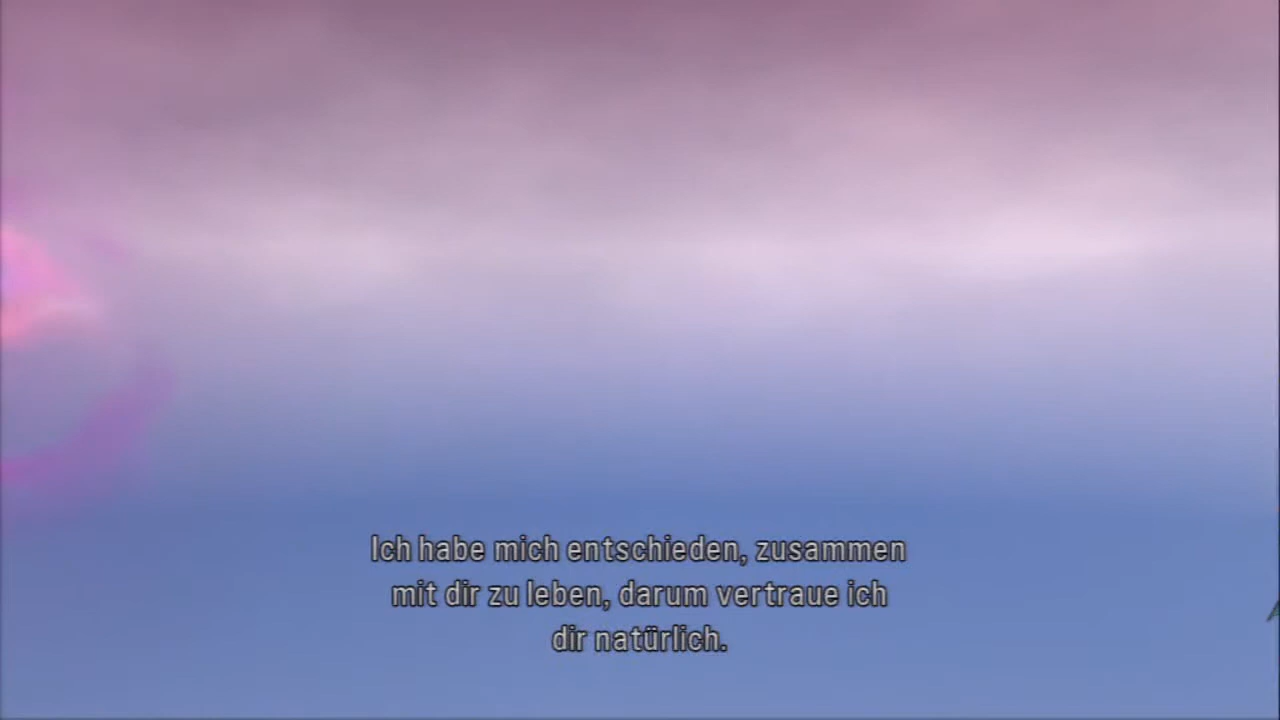 Ich habe mich entschieden, zusammen
mit dir zu leben, darum vertraue ich
dir natürlich.